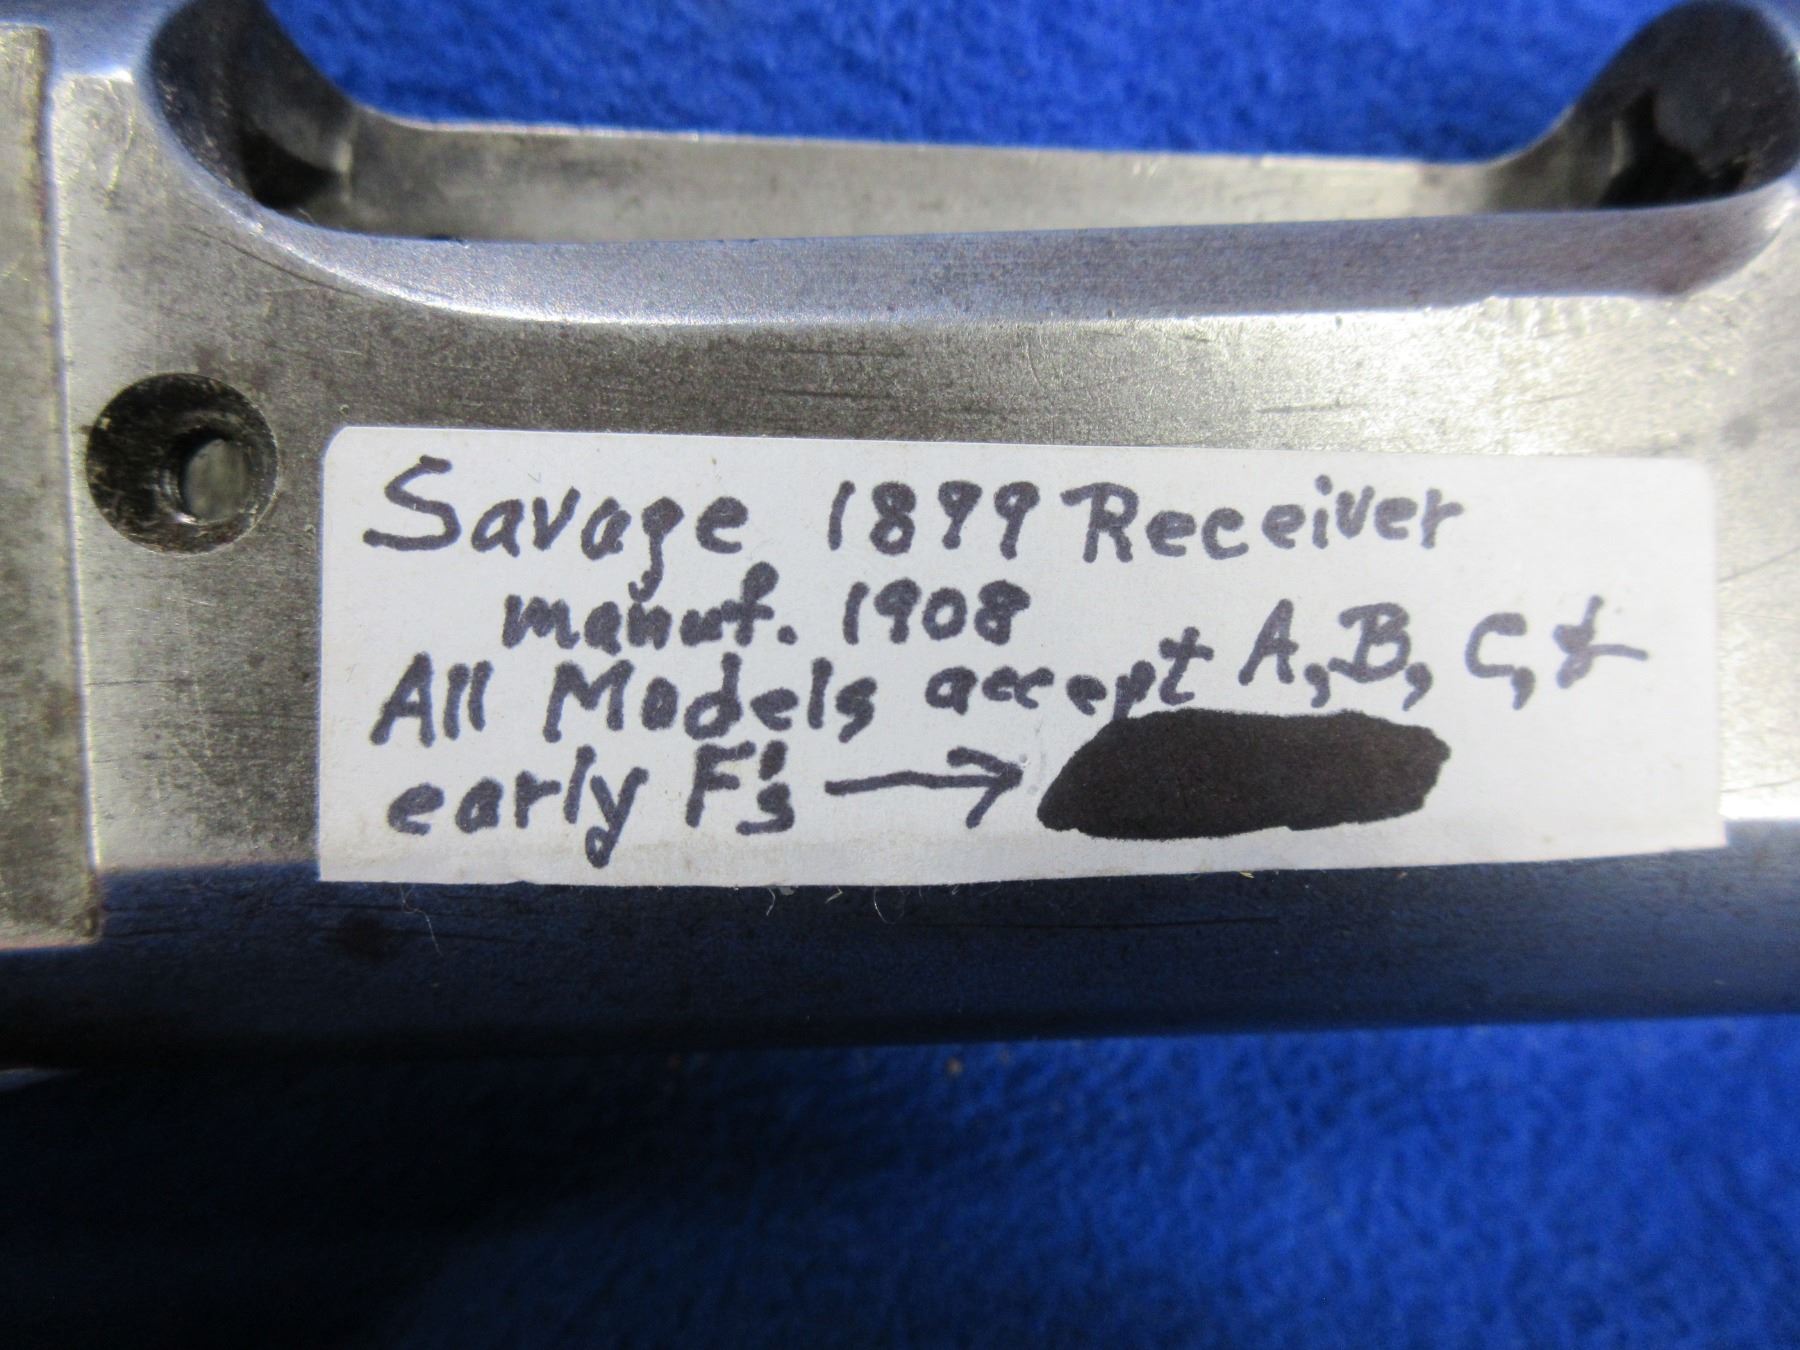 Savage 1899 Receiver
manuf. 1908
All Models accept A, B, C, &
early F's →